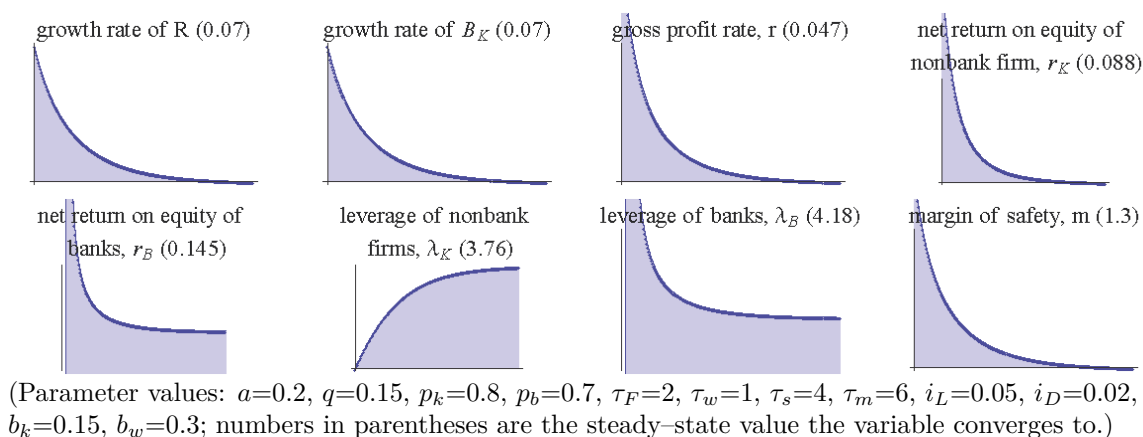 growth rate of R (0.07)
growth rate of B_K (0.07)
gross profit rate, r (0.047)
net return on equity of
nonbank firm, r_K (0.088)
net return on equity of
banks, r_B (0.145)
leverage of nonbank
firms, λ_K (3.76)
leverage of banks, λ_B (4.18)
margin of safety, m (1.3)
(Parameter values: a=0.2, q=0.15, p_k=0.8, p_b=0.7, τ_F=2, τ_w=1, τ_s=4, τ_m=6, i_L=0.05, i_D=0.02,
b_k=0.15, b_w=0.3; numbers in parentheses are the steady–state value the variable converges to.)